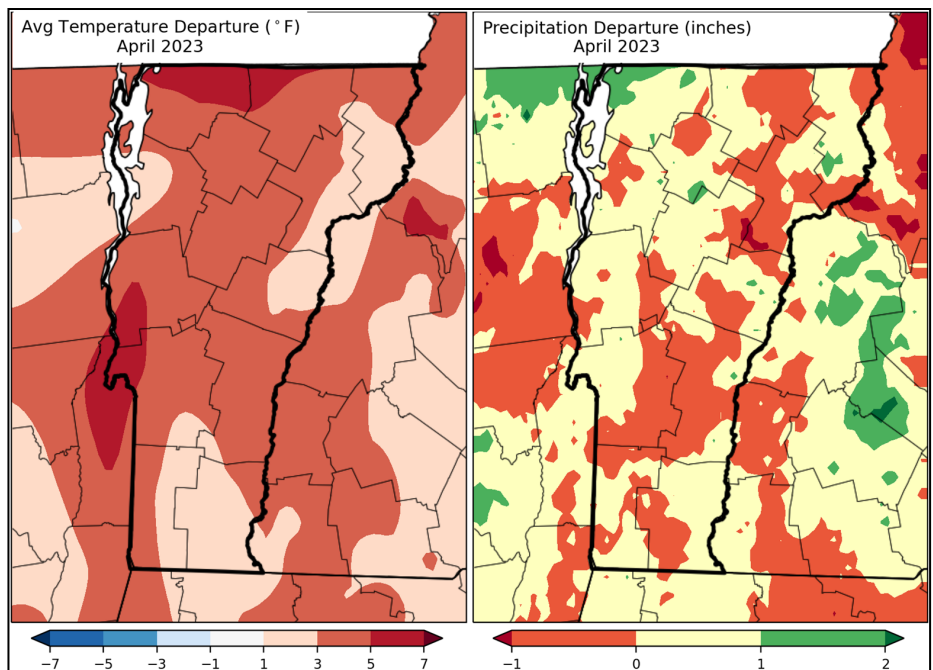 Avg Temperature Departure (°F)
April 2023
Precipitation Departure (inches)
April 2023
−7 −5 −3 −1 1 3 5 7
−1 0 1 2